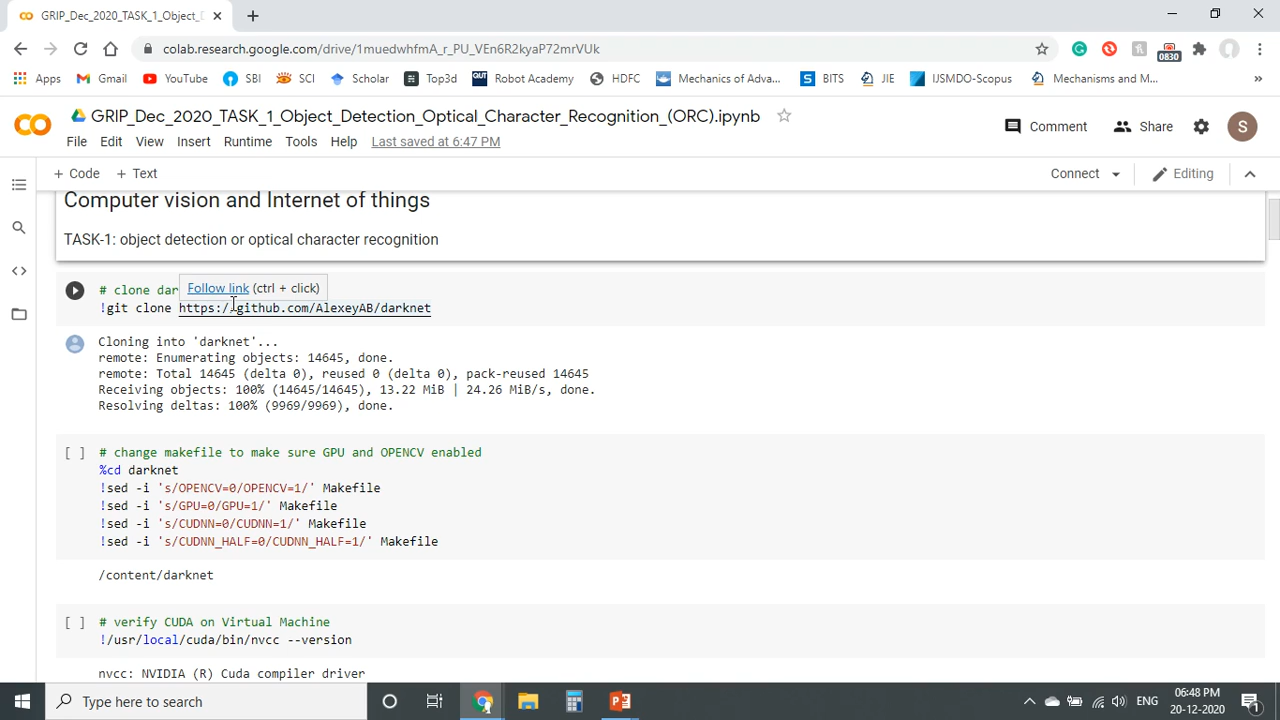 GRIP_Dec_2020_TASK_1_Object_D
colab.research.google.com/drive/1muedwhfmA_r_PU_VEn6R2kyaP72mrVUk
0830
Apps Gmail YouTube SBI SCI Scholar Top3d QUT Robot Academy HDFC Mechanics of Adva... BITS JIE IJSMDO-Scopus Mechanisms and M... »
GRIP_Dec_2020_TASK_1_Object_Detection_Optical_Character_Recognition_(ORC).ipynb
Comment Share S
File Edit View Insert Runtime Tools Help Last saved at 6:47 PM
+ Code + Text Connect Editing
Computer vision and Internet of things
TASK-1: object detection or optical character recognition
Follow link (ctrl + click)
# clone dar
!git clone https://github.com/AlexeyAB/darknet
Cloning into 'darknet'...
remote: Enumerating objects: 14645, done.
remote: Total 14645 (delta 0), reused 0 (delta 0), pack-reused 14645
Receiving objects: 100% (14645/14645), 13.22 MiB | 24.26 MiB/s, done.
Resolving deltas: 100% (9969/9969), done.
[ ] # change makefile to make sure GPU and OPENCV enabled
%cd darknet
!sed -i 's/OPENCV=0/OPENCV=1/' Makefile
!sed -i 's/GPU=0/GPU=1/' Makefile
!sed -i 's/CUDNN=0/CUDNN=1/' Makefile
!sed -i 's/CUDNN_HALF=0/CUDNN_HALF=1/' Makefile
/content/darknet
[ ] # verify CUDA on Virtual Machine
!/usr/local/cuda/bin/nvcc --version
nvcc: NVIDIA (R) Cuda compiler driver
Type here to search
ENG
06:48 PM
20-12-2020
1